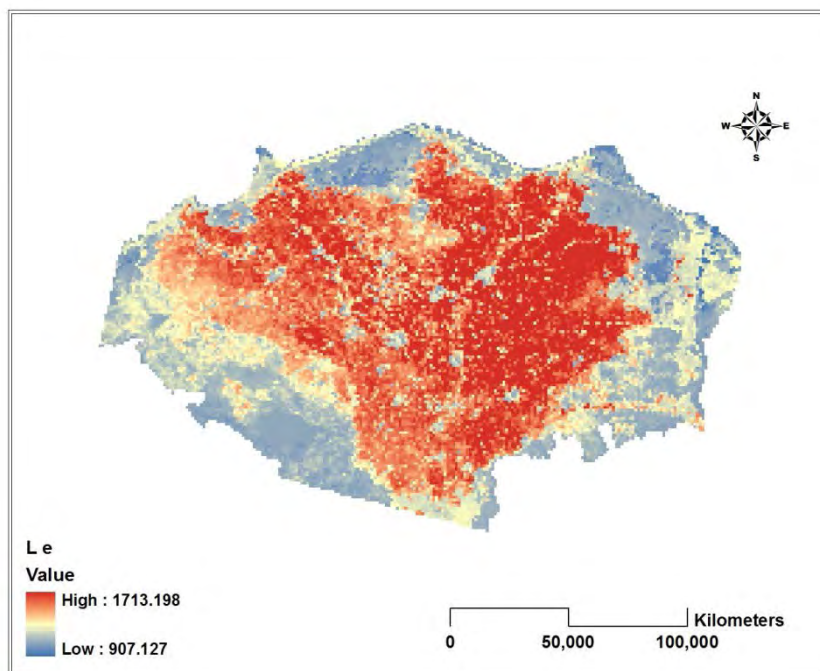 N
W E
S
L e
Value
High : 1713.198
Low : 907.127
Kilometers
0 50,000 100,000